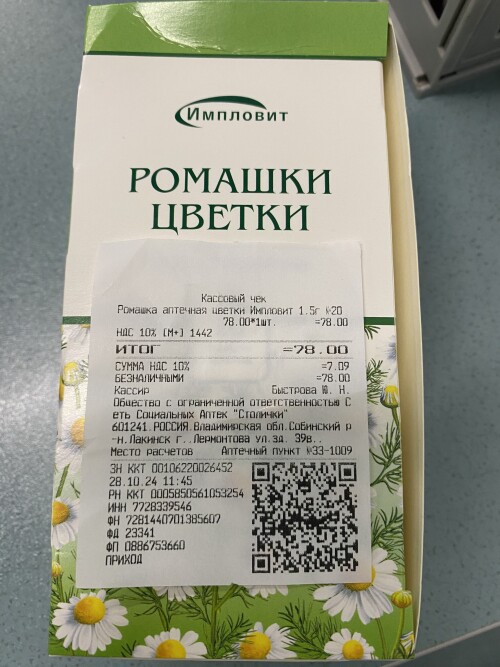 Импловит
РОМАШКИ
ЦВЕТКИ
Кассовый чек
Ромашка аптечная цветки Импловит 1.5г №20
78.00*1шт. =78.00
НДС 10% [М+] 1442
ИТОГ =78.00
СУММА НДС 10% =7.09
БЕЗНАЛИЧНЫМИ =78.00
Кассир Быстрова Ю. Н.
Общество с ограниченной ответственностью С
еть Социальных Аптек "Столички"
601241.РОССИЯ.Владимирская обл.Собинский р
-н.Лакинск г..Лермонтова ул.зд. 39в..
Место расчетов Аптечный пункт №33-1009
ЗН ККТ 00106220026452
28.10.24 11:45
РН ККТ 0005850561053254
ИНН 7728339546
ФН 7281440701385607
ФД 23341
ФП 0886753660
ПРИХОД